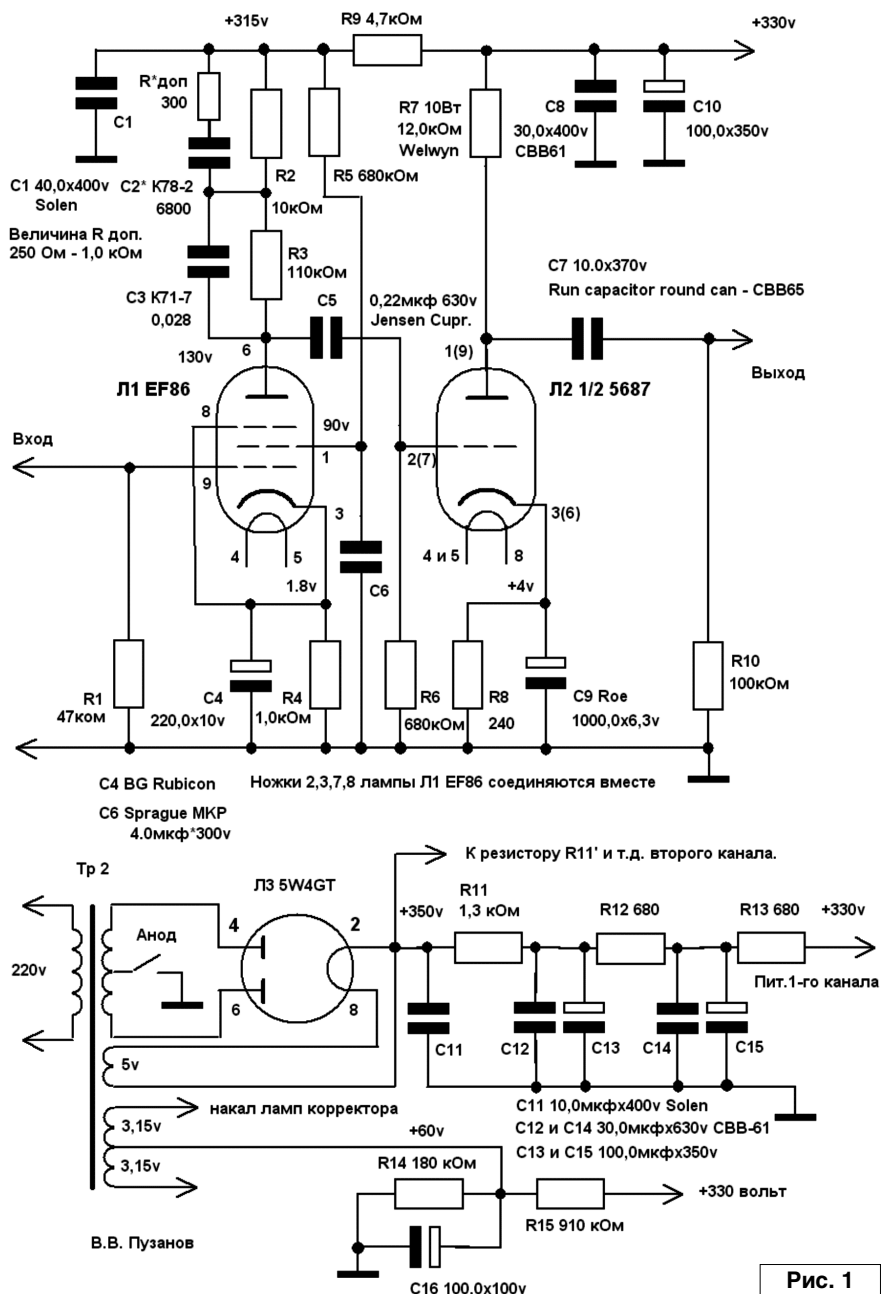 +315v
R9 4,7кОм
+330v
R*доп
300
C1
R2
10кОм
R5 680кОм
R7 10Вт
12,0кОм
Welwyn
C8
30,0x400v
CBB61
C10
100,0x350v
C1 40,0x400v
Solen
C2* K78-2
6800
Величина R доп.
250 Ом - 1,0 кОм
R3
110кОм
C3 K71-7
0,028
C5
0,22мкф 630v
Jensen Cupr.
C7 10.0x370v
Run capacitor round can - CBB65
130v
6
1(9)
Выход
Л1 EF86
Л2 1/2 5687
8
90v
1
Вход
9
2(7)
3
3(6)
4
5
4 и 5
8
1.8v
C6
+4v
R1
47ком
C4
220,0x10v
R4
1,0кОм
R6
680кОм
R8
240
C9 Roe
1000,0x6,3v
R10
100кОм
C4 BG Rubicon
Ножки 2,3,7,8 лампы Л1 EF86 соединяются вместе
C6 Sprague MKP
4.0мкф*300v
Тр 2
Л3 5W4GT
К резистору R11' и т.д. второго канала.
R11
1,3 кОм
+350v
R12 680
R13 680
+330v
4
2
Анод
220v
6
8
Пит.1-го канала
C11
C12
C13
C14
C15
5v
накал ламп корректора
C11 10,0мкфx400v Solen
C12 и C14 30,0мкфx630v CBB-61
C13 и C15 100,0мкфx350v
3,15v
+60v
3,15v
R14 180 кОм
+330 вольт
R15 910 кОм
В.В. Пузанов
C16 100,0x100v
Рис. 1